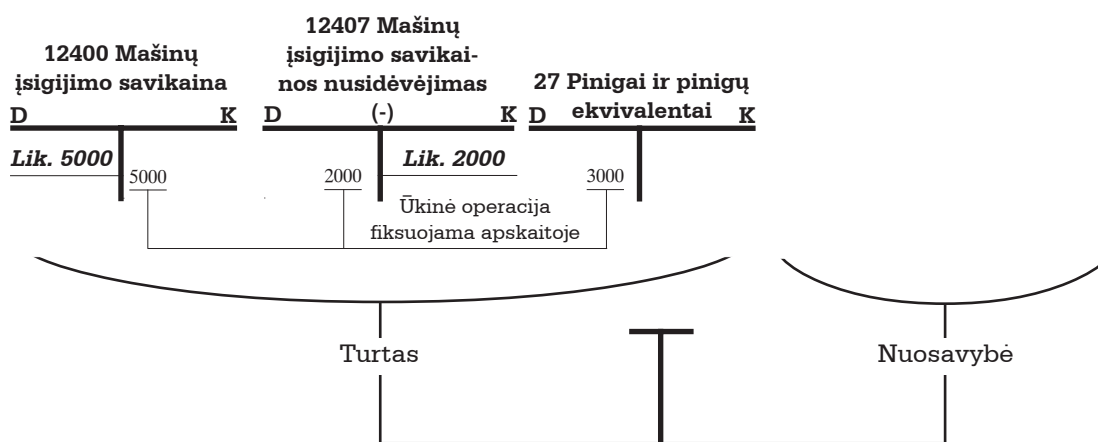 12400 Mašinų
įsigijimo savikaina
D K
Lik. 5000
5000
12407 Mašinų
įsigijimo savikai-
nos nusidėvėjimas
D (-) K
Lik. 2000
2000
27 Pinigai ir pinigų
ekvivalentai
D K
3000
Ūkinė operacija
fiksuojama apskaitoje
Turtas
Nuosavybė